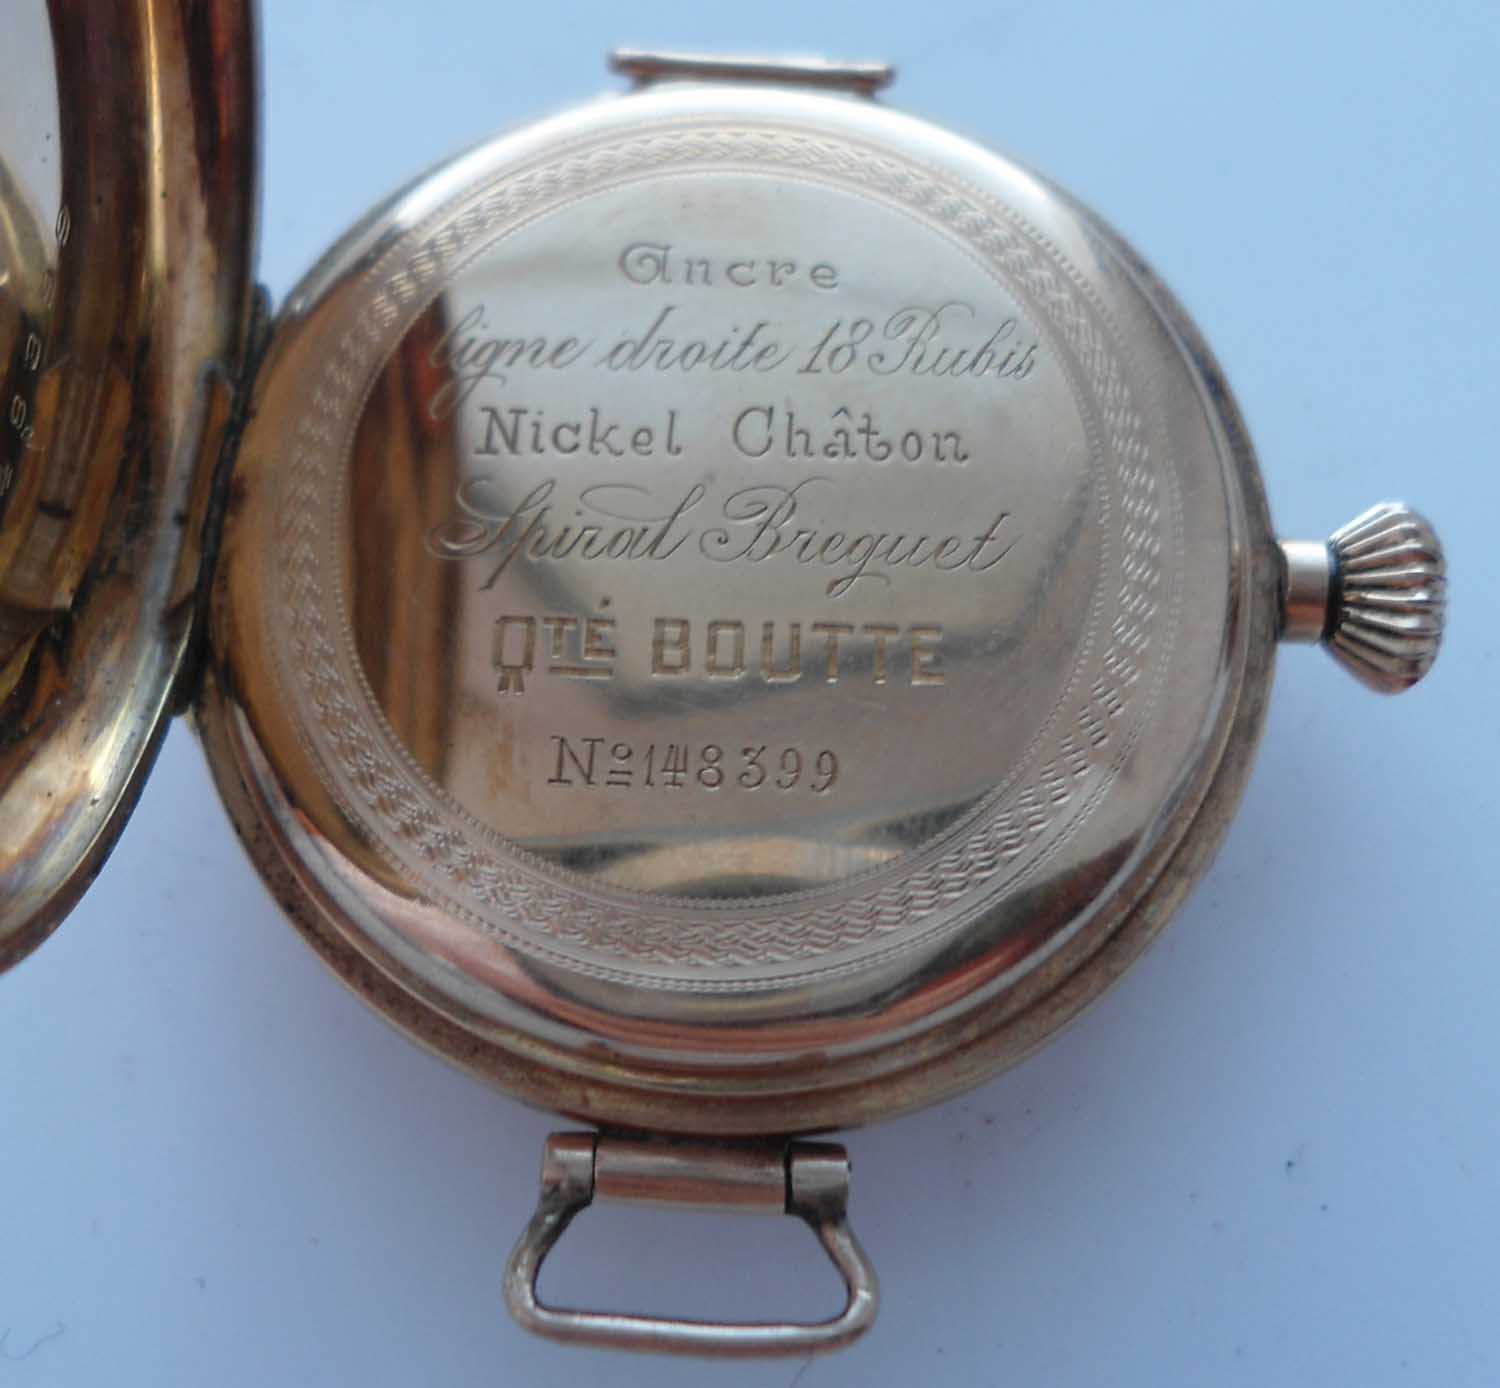 Ancre
ligne droite 18 Rubis
Nickel Châton
Spiral Breguet
QTÉ BOUTTE
No 148399